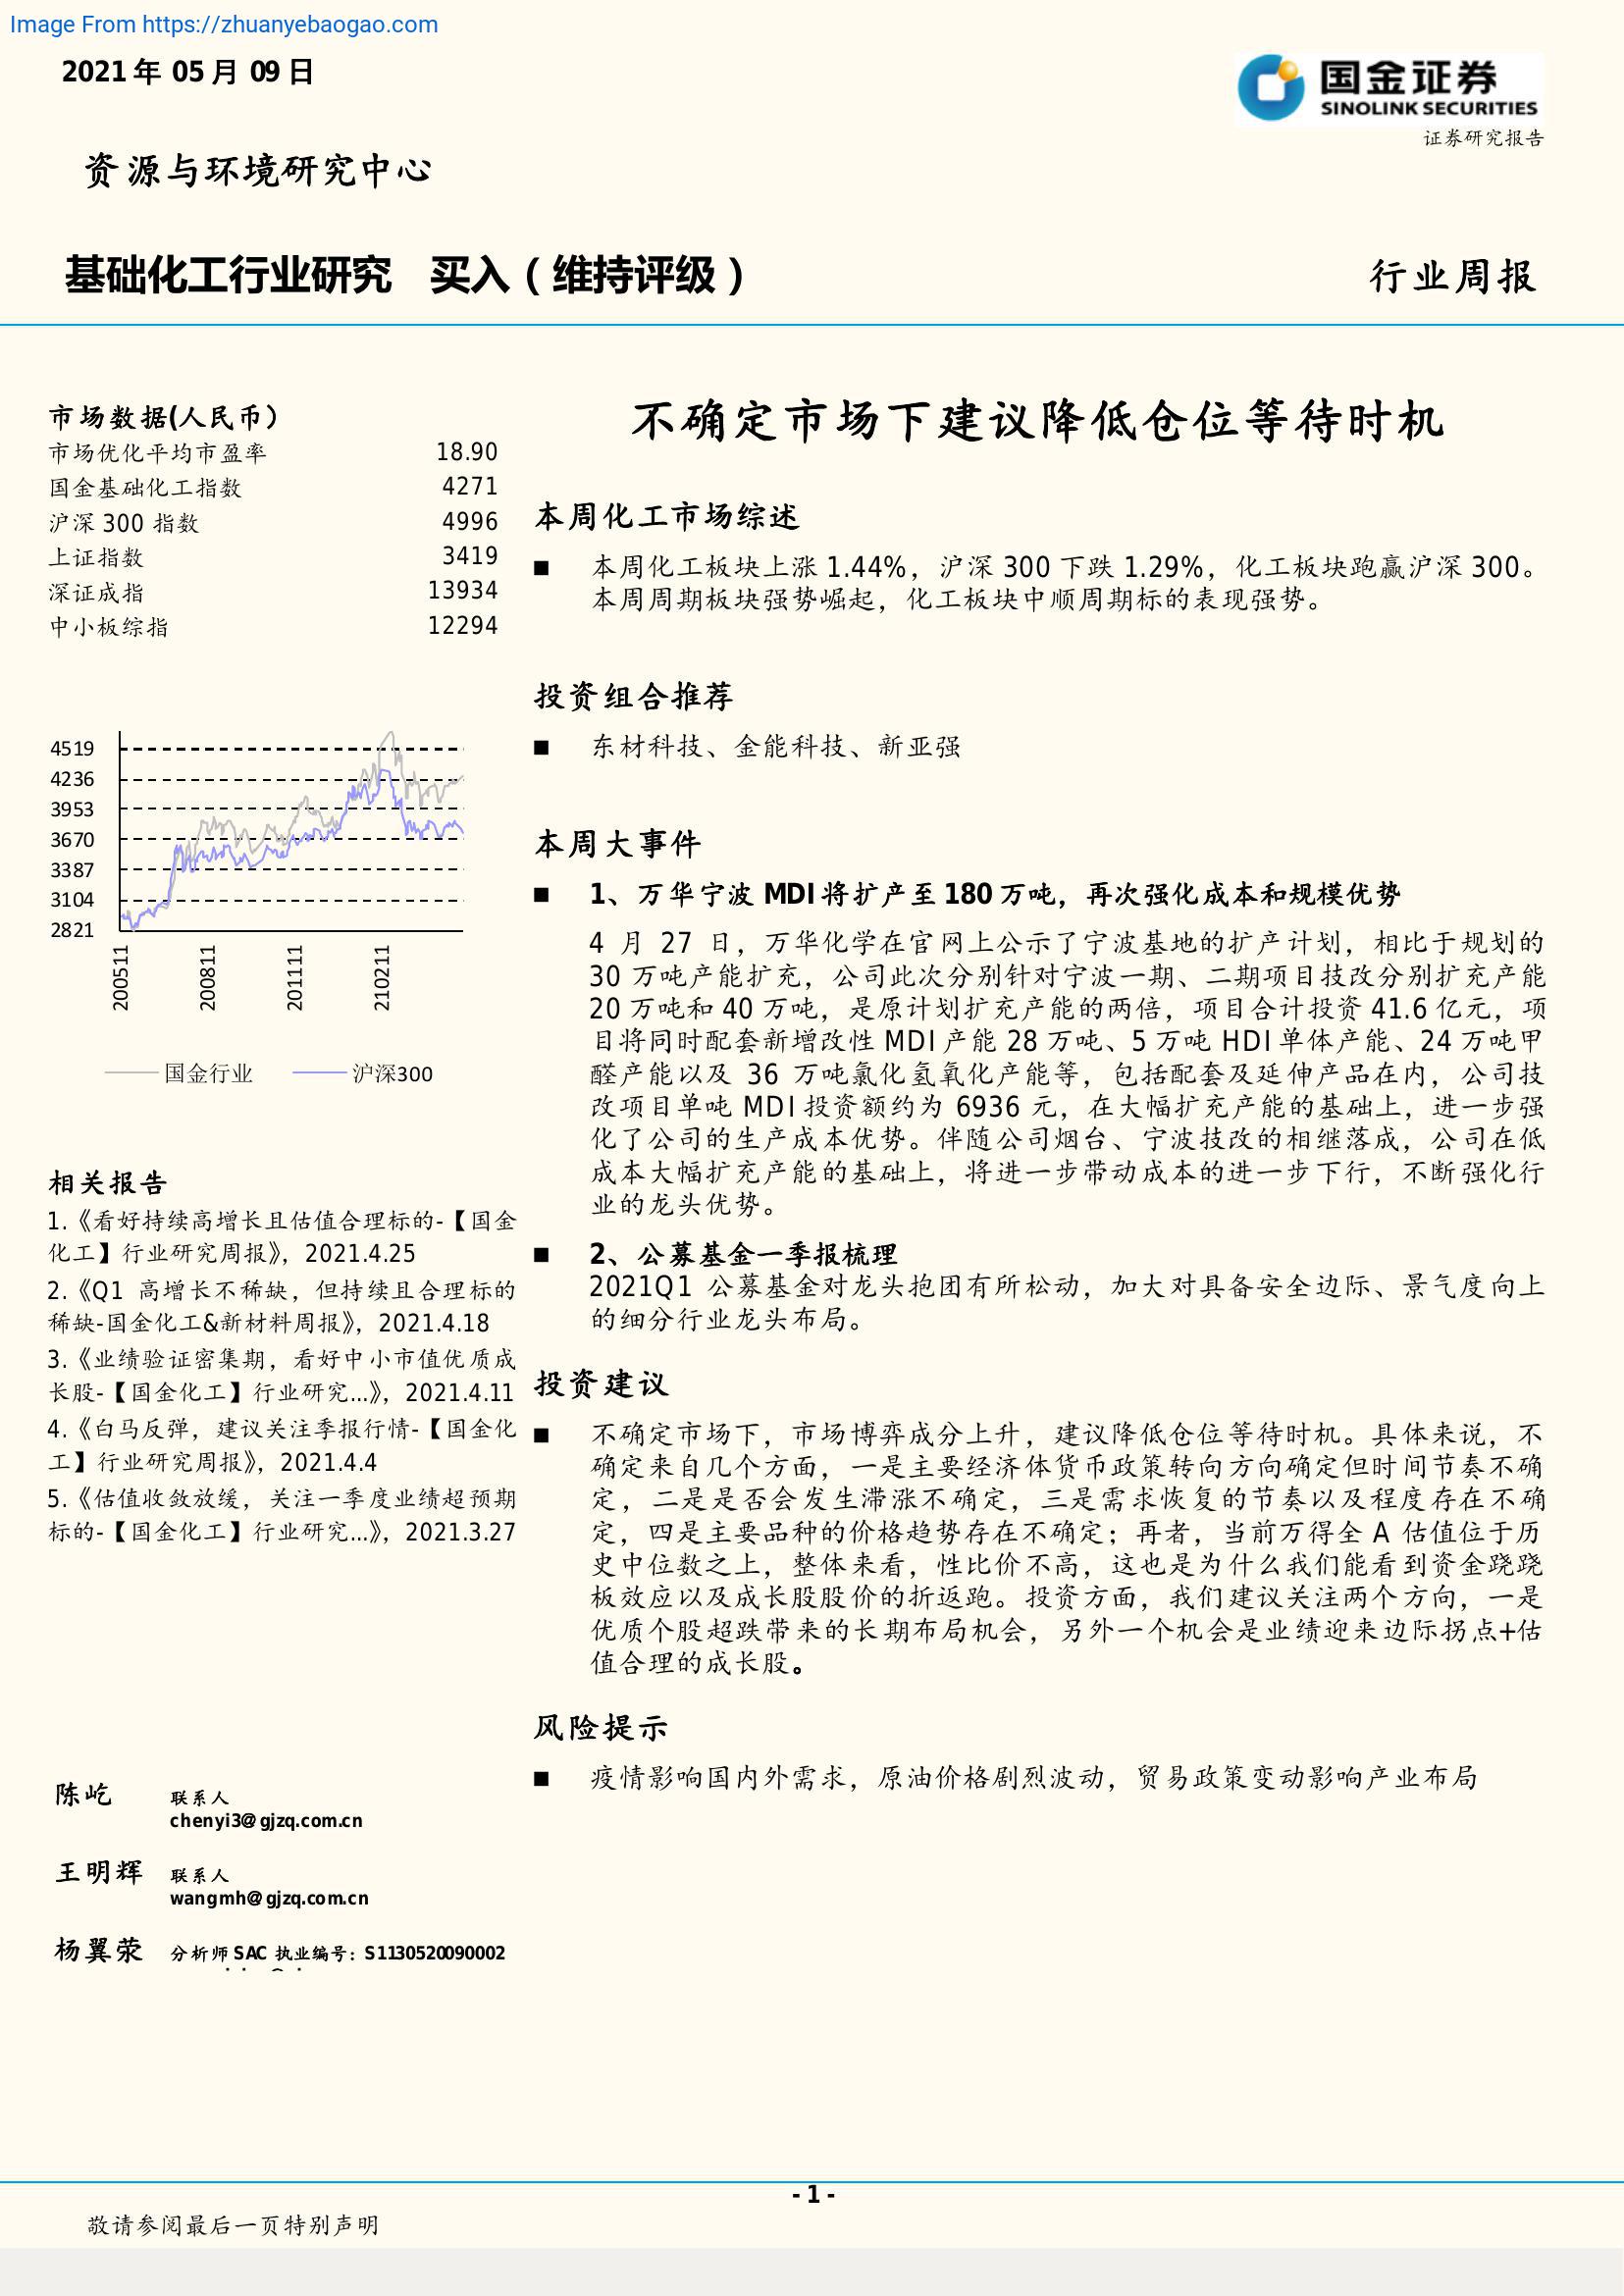 Image From https://zhuanyebaogao.com
2021 年 05 月 09 日
国金证券
SINOLINK SECURITIES
证券研究报告
资源与环境研究中心
基础化工行业研究 买入（维持评级）
行业周报
市场数据(人民币）
市场优化平均市盈率 18.90
国金基础化工指数 4271
沪深 300 指数 4996
上证指数 3419
深证成指 13934
中小板综指 12294
4519
4236
3953
3670
3387
3104
2821
200511
200811
201111
210211
国金行业 沪深300
相关报告
1.《看好持续高增长且估值合理标的-【国金
化工】行业研究周报》，2021.4.25
2.《Q1 高增长不稀缺，但持续且合理标的
稀缺-国金化工&新材料周报》，2021.4.18
3.《业绩验证密集期，看好中小市值优质成
长股-【国金化工】行业研究...》，2021.4.11
4.《白马反弹，建议关注季报行情-【国金化
工】行业研究周报》，2021.4.4
5.《估值收敛放缓，关注一季度业绩超预期
标的-【国金化工】行业研究...》，2021.3.27
陈屹 联系人
chenyi3@gjzq.com.cn
王明辉 联系人
wangmh@gjzq.com.cn
杨翼荥 分析师 SAC 执业编号：S1130520090002
不确定市场下建议降低仓位等待时机
本周化工市场综述
■ 本周化工板块上涨 1.44%，沪深 300 下跌 1.29%，化工板块跑赢沪深 300。
本周周期板块强势崛起，化工板块中顺周期标的表现强势。
投资组合推荐
■ 东材科技、金能科技、新亚强
本周大事件
■ 1、万华宁波 MDI 将扩产至 180 万吨，再次强化成本和规模优势
4 月 27 日，万华化学在官网上公示了宁波基地的扩产计划，相比于规划的
30 万吨产能扩充，公司此次分别针对宁波一期、二期项目技改分别扩充产能
20 万吨和 40 万吨，是原计划扩充产能的两倍，项目合计投资 41.6 亿元，项
目将同时配套新增改性 MDI 产能 28 万吨、5 万吨 HDI 单体产能、24 万吨甲
醛产能以及 36 万吨氯化氢氧化产能等，包括配套及延伸产品在内，公司技
改项目单吨 MDI 投资额约为 6936 元，在大幅扩充产能的基础上，进一步强
化了公司的生产成本优势。伴随公司烟台、宁波技改的相继落成，公司在低
成本大幅扩充产能的基础上，将进一步带动成本的进一步下行，不断强化行
业的龙头优势。
■ 2、公募基金一季报梳理
2021Q1 公募基金对龙头抱团有所松动，加大对具备安全边际、景气度向上
的细分行业龙头布局。
投资建议
■ 不确定市场下，市场博弈成分上升，建议降低仓位等待时机。具体来说，不
确定来自几个方面，一是主要经济体货币政策转向方向确定但时间节奏不确
定，二是是否会发生滞涨不确定，三是需求恢复的节奏以及程度存在不确
定，四是主要品种的价格趋势存在不确定；再者，当前万得全 A 估值位于历
史中位数之上，整体来看，性比价不高，这也是为什么我们能看到资金跷跷
板效应以及成长股股价的折返跑。投资方面，我们建议关注两个方向，一是
优质个股超跌带来的长期布局机会，另外一个机会是业绩迎来边际拐点+估
值合理的成长股。
风险提示
■ 疫情影响国内外需求，原油价格剧烈波动，贸易政策变动影响产业布局
- 1 -
敬请参阅最后一页特别声明